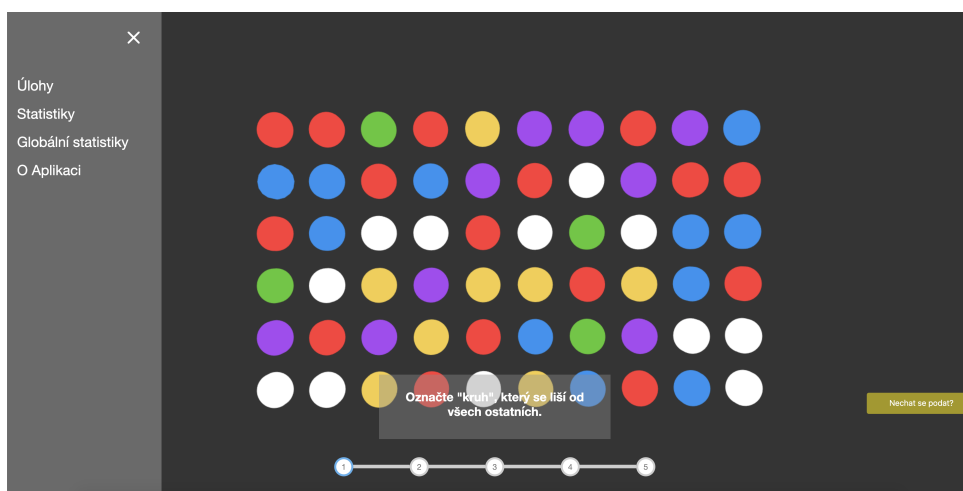 Úlohy
Statistiky
Globální statistiky
O Aplikaci
Označte "kruh", který se liší od
všech ostatních.
Nechat se podat?
1 2 3 4 5